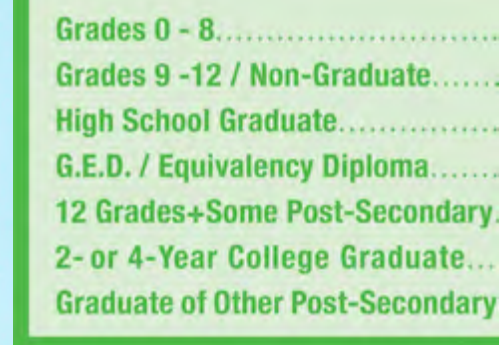 Grades 0 - 8............................
Grades 9 -12 / Non-Graduate.......
High School Graduate.................
G.E.D. / Equivalency Diploma.......
12 Grades+Some Post-Secondary.
2- or 4-Year College Graduate...
Graduate of Other Post-Secondary